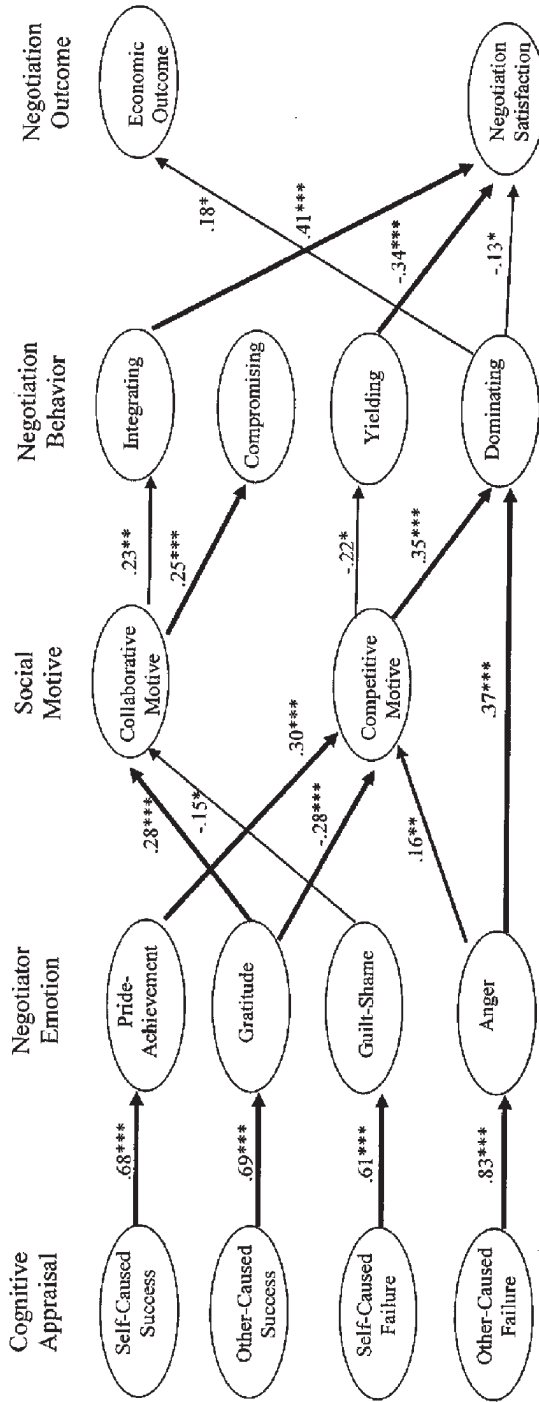 Cognitive
Appraisal
Negotiator
Emotion
Social
Motive
Negotiation
Behavior
Negotiation
Outcome
Self-Caused
Success
Other-Caused
Success
Self-Caused
Failure
Other-Caused
Failure
.68***
.69***
.61***
.83***
Pride-
Achievement
Gratitude
Guilt-Shame
Anger
.28***
-.15*
.30***
-.28***
.16**
.37***
Collaborative
Motive
Competitive
Motive
.23**
.25***
-.22*
.35***
Integrating
Compromising
Yielding
Dominating
.18*
.41***
-.34***
-.13*
Economic
Outcome
Negotiation
Satisfaction